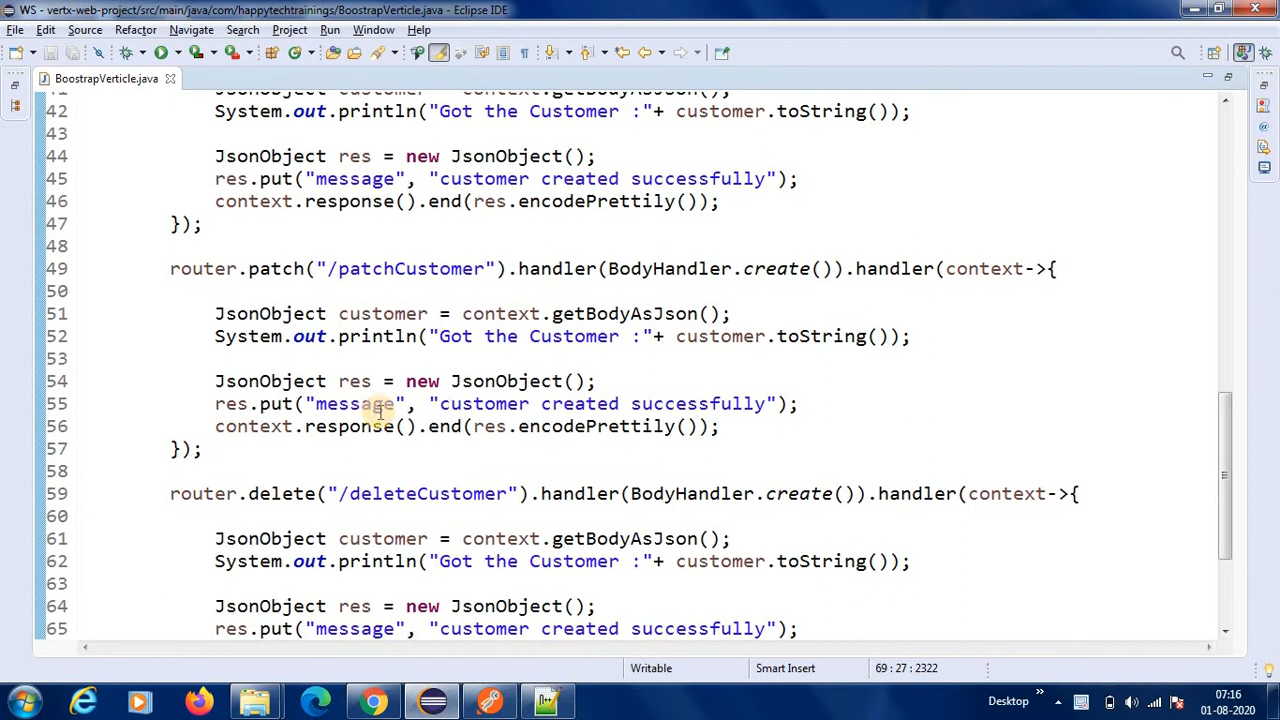 WS - vertx-web-project/src/main/java/com/happytechtrainings/BoostrapVerticle.java - Eclipse IDE
File Edit Source Refactor Navigate Search Project Run Window Help
BoostrapVerticle.java
41 JsonObject customer = context.getBodyAsJson();
42 System.out.println("Got the Customer :"+ customer.toString());
43
44 JsonObject res = new JsonObject();
45 res.put("message", "customer created successfully");
46 context.response().end(res.encodePrettily());
47 });
48
49 router.patch("/patchCustomer").handler(BodyHandler.create()).handler(context->{
50
51 JsonObject customer = context.getBodyAsJson();
52 System.out.println("Got the Customer :"+ customer.toString());
53
54 JsonObject res = new JsonObject();
55 res.put("message", "customer created successfully");
56 context.response().end(res.encodePrettily());
57 });
58
59 router.delete("/deleteCustomer").handler(BodyHandler.create()).handler(context->{
60
61 JsonObject customer = context.getBodyAsJson();
62 System.out.println("Got the Customer :"+ customer.toString());
63
64 JsonObject res = new JsonObject();
65 res.put("message", "customer created successfully");
Writable Smart Insert 69 : 27 : 2322
Desktop
07:16
01-08-2020